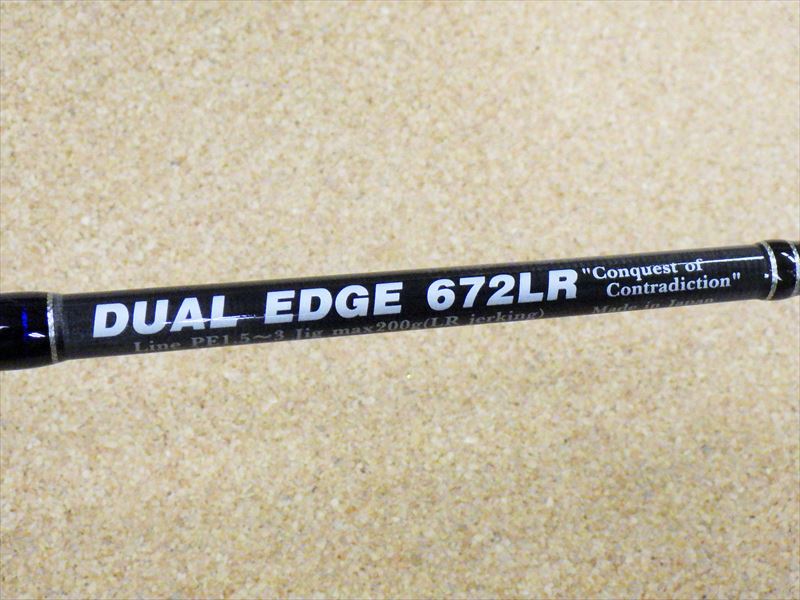 DUAL EDGE 672LR
"Conquest of
Contradiction"
Line PE1.5～3 Jig max200g(LR jerking)
Made in Japan